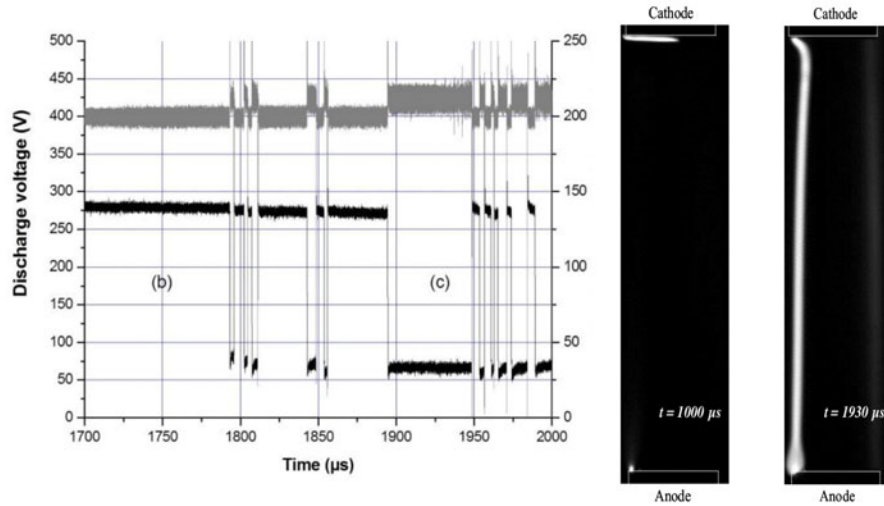 500
450
400
350
300
250
200
150
100
50
0
Discharge voltage (V)
250
200
150
100
50
0
(b)
(c)
1700
1750
1800
1850
1900
1950
2000
Time (µs)
Cathode
t = 1000 µs
Anode
Cathode
t = 1930 µs
Anode